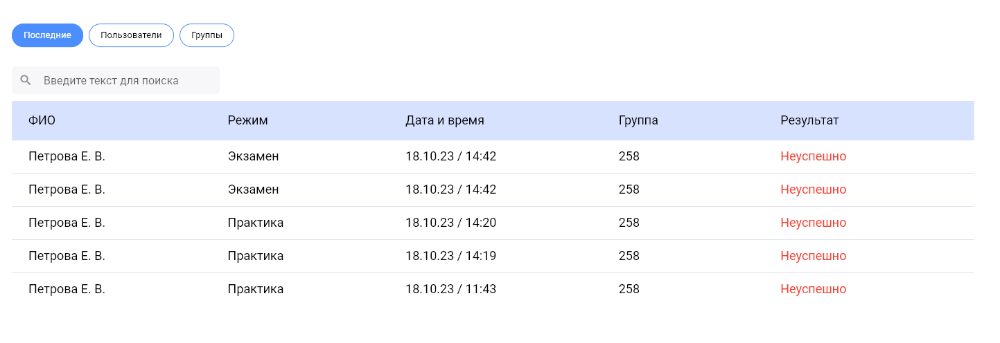 Последние Пользователи Группы
Введите текст для поиска
ФИО Режим Дата и время Группа Результат
Петрова Е. В. Экзамен 18.10.23 / 14:42 258 Неуспешно
Петрова Е. В. Экзамен 18.10.23 / 14:42 258 Неуспешно
Петрова Е. В. Практика 18.10.23 / 14:20 258 Неуспешно
Петрова Е. В. Практика 18.10.23 / 14:19 258 Неуспешно
Петрова Е. В. Практика 18.10.23 / 11:43 258 Неуспешно